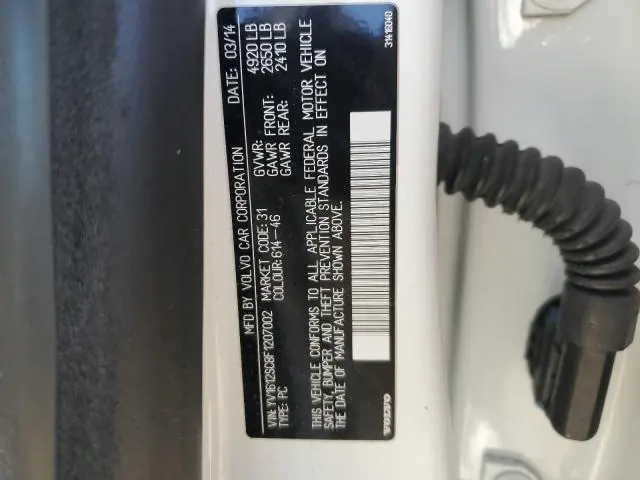 MFD BY VOLVO CAR CORPORATION DATE: 03/14
VIN: YV1612SC8F1207002 GVWR: 4920 LB
MARKET CODE: 31 GAWR FRONT: 2650 LB
TYPE: PC COLOUR:614-46 GAWR REAR: 2410 LB
THIS VEHICLE CONFORMS TO ALL APPLICABLE FEDERAL MOTOR VEHICLE
SAFETY, BUMPER AND THEFT PREVENTION STANDARDS IN EFFECT ON
THE DATE OF MANUFACTURE SHOWN ABOVE.
VOLVO
31416040